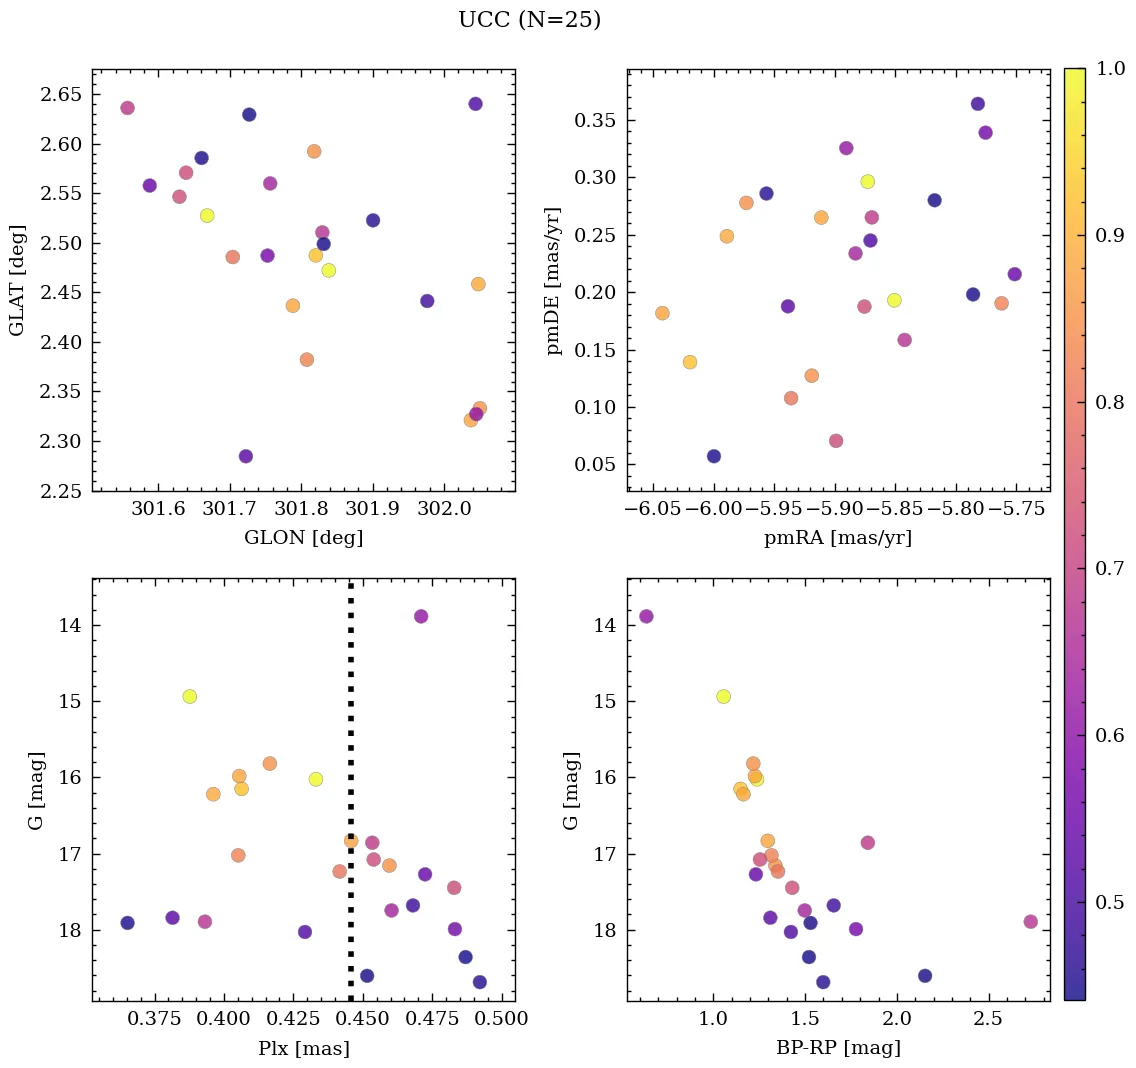 UCC (N=25)
2.65
2.60
2.55
2.50
2.45
2.40
2.35
2.30
2.25
GLAT [deg]
301.6 301.7 301.8 301.9 302.0
GLON [deg]
0.35
0.30
0.25
0.20
0.15
0.10
0.05
pmDE [mas/yr]
−6.05 −6.00 −5.95 −5.90 −5.85 −5.80 −5.75
pmRA [mas/yr]
1.0
0.9
0.8
0.7
0.6
0.5
14
15
16
17
18
G [mag]
0.375 0.400 0.425 0.450 0.475 0.500
Plx [mas]
14
15
16
17
18
G [mag]
1.0 1.5 2.0 2.5
BP-RP [mag]